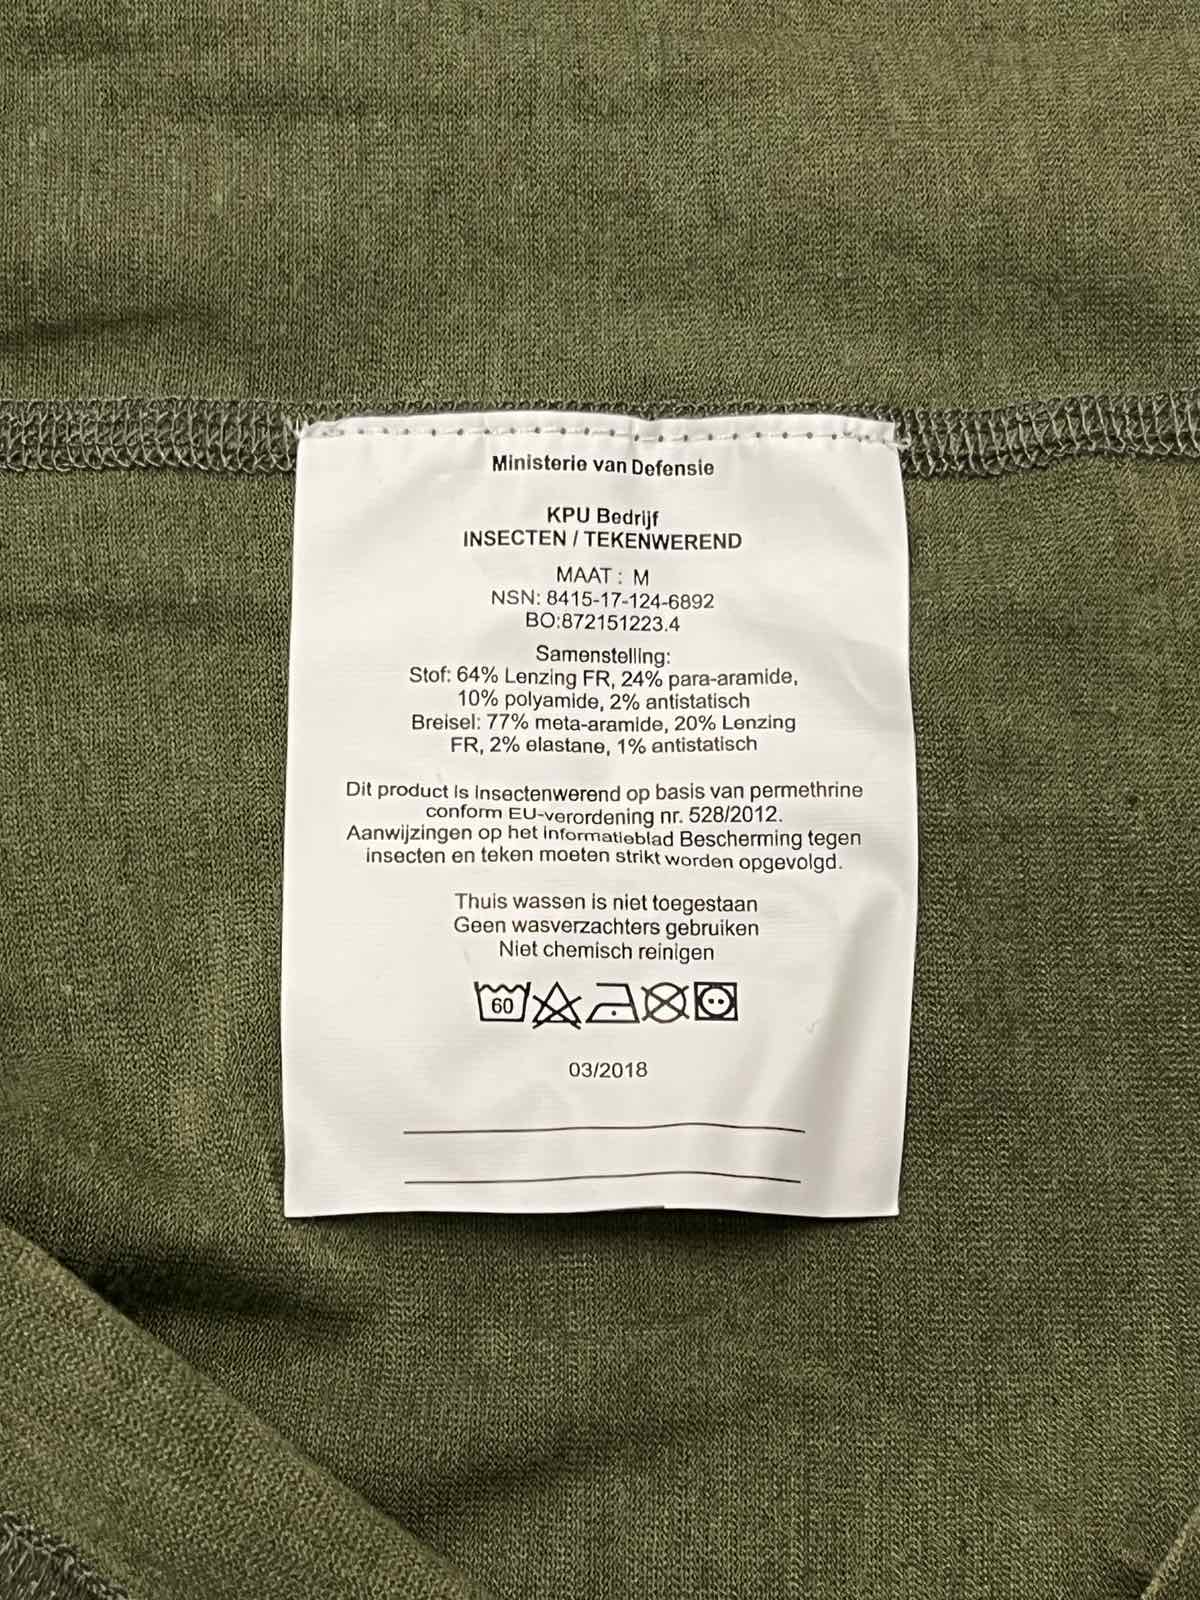 Ministerie van Defensie
KPU Bedrijf
INSECTEN / TEKENWEREND
MAAT : M
NSN: 8415-17-124-6892
BO:872151223.4
Samenstelling:
Stof: 64% Lenzing FR, 24% para-aramide,
10% polyamide, 2% antistatisch
Breisel: 77% meta-aramide, 20% Lenzing
FR, 2% elastane, 1% antistatisch
Dit product is insectenwerend op basis van permethrine
conform EU-verordening nr. 528/2012.
Aanwijzingen op het informatieblad Bescherming tegen
insecten en teken moeten strikt worden opgevolgd.
Thuis wassen is niet toegestaan
Geen wasverzachters gebruiken
Niet chemisch reinigen
60
03/2018